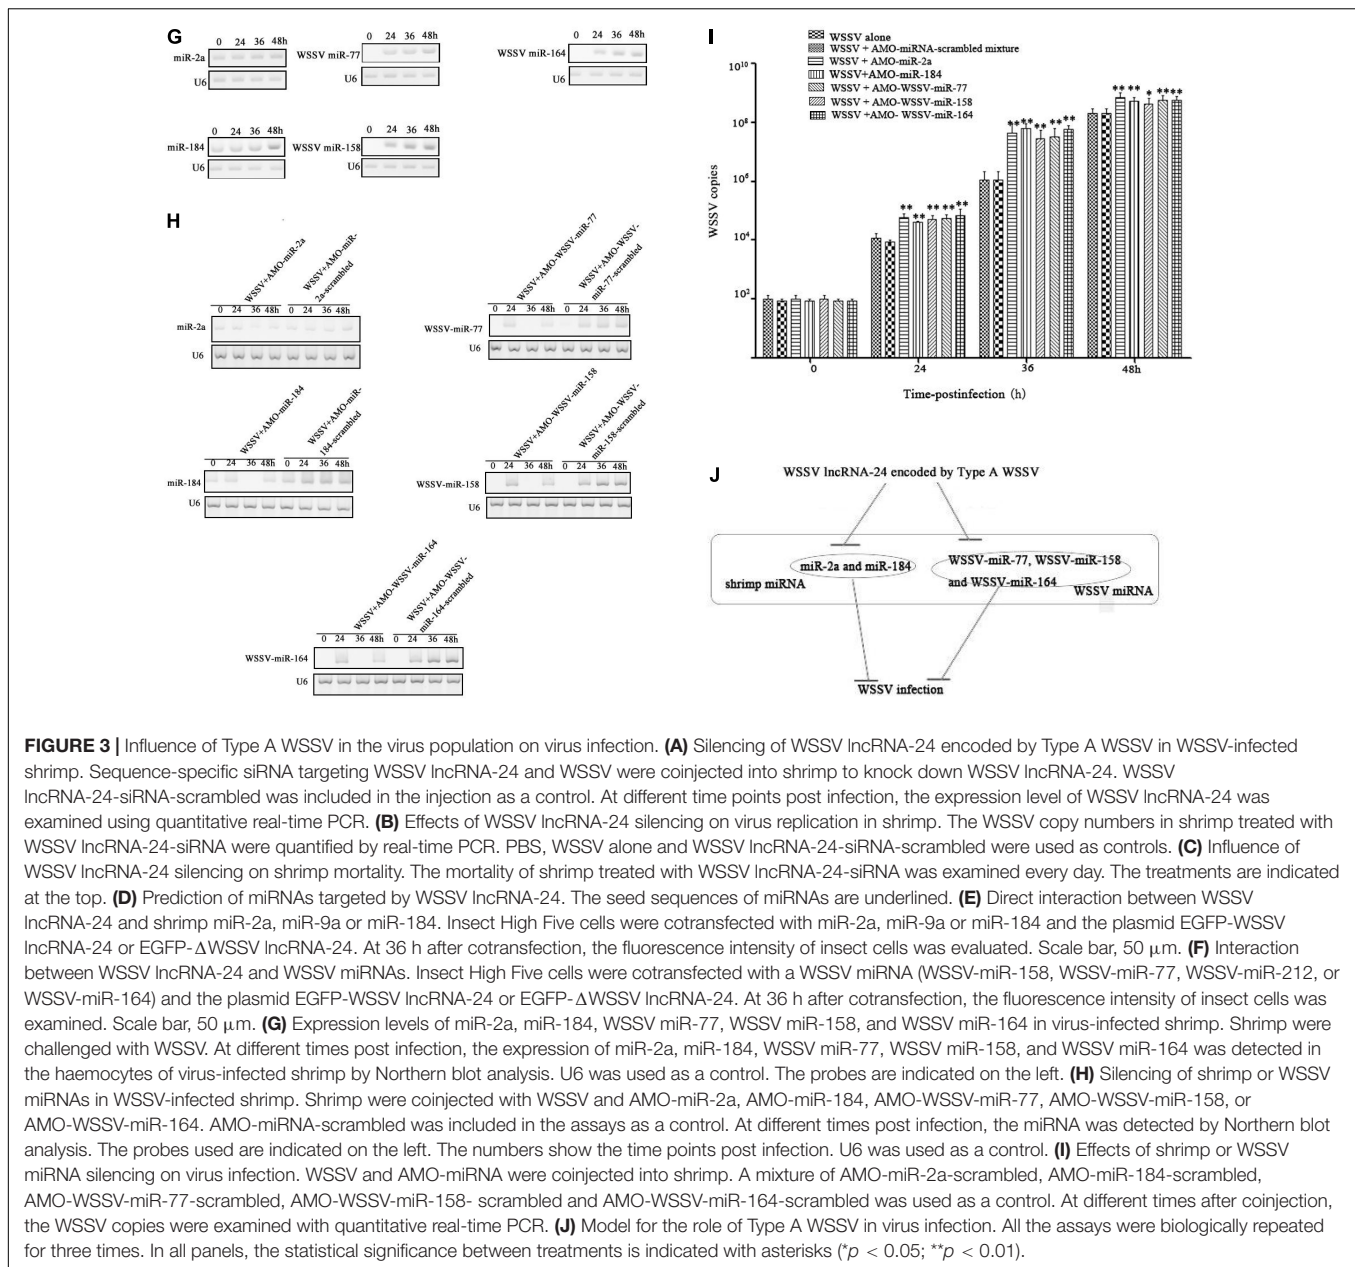 G
0 24 36 48h
miR-2a
U6
0 24 36 48h
WSSV miR-77
U6
0 24 36 48h
WSSV miR-164
U6
0 24 36 48h
miR-184
U6
0 24 36 48h
WSSV miR-158
U6
H
WSSV+AMO-miR-2a
WSSV+AMO-miR-
2a-scrambled
0 24 36 48h 0 24 36 48h
miR-2a
U6
WSSV+AMO-WSSV-miR-77
WSSV+AMO-WSSV-
miR-77-scrambled
0 24 36 48h 0 24 36 48h
WSSV-miR-77
U6
WSSV+AMO-miR-184
WSSV+AMO-miR-
184-scrambled
0 24 36 48h 0 24 36 48h
miR-184
U6
WSSV+AMO-WSSV-miR-158
WSSV+AMO-WSSV-
miR-158-scrambled
0 24 36 48h 0 24 36 48h
WSSV-miR-158
U6
WSSV+AMO-WSSV-miR-164
WSSV+AMO-WSSV-
miR-164-scrambled
0 24 36 48h 0 24 36 48h
WSSV-miR-164
U6
I
WSSV alone
WSSV + AMO-miRNA-scrambled mixture
WSSV + AMO-miR-2a
WSSV+AMO-miR-184
WSSV + AMO-WSSV-miR-77
WSSV + AMO-WSSV-miR-158
WSSV +AMO- WSSV-miR-164
WSSV copies
10^10
10^8
10^6
10^4
10^2
** ** ** ** **
** ** * ** **
** ** ** ** **
0 24 36 48h
Time-postinfection (h)
J
WSSV lncRNA-24 encoded by Type A WSSV
miR-2a and miR-184
shrimp miRNA
WSSV-miR-77, WSSV-miR-158
and WSSV-miR-164
WSSV miRNA
WSSV infection
FIGURE 3 | Influence of Type A WSSV in the virus population on virus infection. (A) Silencing of WSSV lncRNA-24 encoded by Type A WSSV in WSSV-infected
shrimp. Sequence-specific siRNA targeting WSSV lncRNA-24 and WSSV were coinjected into shrimp to knock down WSSV lncRNA-24. WSSV
lncRNA-24-siRNA-scrambled was included in the injection as a control. At different time points post infection, the expression level of WSSV lncRNA-24 was
examined using quantitative real-time PCR. (B) Effects of WSSV lncRNA-24 silencing on virus replication in shrimp. The WSSV copy numbers in shrimp treated with
WSSV lncRNA-24-siRNA were quantified by real-time PCR. PBS, WSSV alone and WSSV lncRNA-24-siRNA-scrambled were used as controls. (C) Influence of
WSSV lncRNA-24 silencing on shrimp mortality. The mortality of shrimp treated with WSSV lncRNA-24-siRNA was examined every day. The treatments are indicated
at the top. (D) Prediction of miRNAs targeted by WSSV lncRNA-24. The seed sequences of miRNAs are underlined. (E) Direct interaction between WSSV
lncRNA-24 and shrimp miR-2a, miR-9a or miR-184. Insect High Five cells were cotransfected with miR-2a, miR-9a or miR-184 and the plasmid EGFP-WSSV
lncRNA-24 or EGFP-ΔWSSV lncRNA-24. At 36 h after cotransfection, the fluorescence intensity of insect cells was evaluated. Scale bar, 50 μm. (F) Interaction
between WSSV lncRNA-24 and WSSV miRNAs. Insect High Five cells were cotransfected with a WSSV miRNA (WSSV-miR-158, WSSV-miR-77, WSSV-miR-212, or
WSSV-miR-164) and the plasmid EGFP-WSSV lncRNA-24 or EGFP-ΔWSSV lncRNA-24. At 36 h after cotransfection, the fluorescence intensity of insect cells was
examined. Scale bar, 50 μm. (G) Expression levels of miR-2a, miR-184, WSSV miR-77, WSSV miR-158, and WSSV miR-164 in virus-infected shrimp. Shrimp were
challenged with WSSV. At different times post infection, the expression of miR-2a, miR-184, WSSV miR-77, WSSV miR-158, and WSSV miR-164 was detected in
the haemocytes of virus-infected shrimp by Northern blot analysis. U6 was used as a control. The probes are indicated on the left. (H) Silencing of shrimp or WSSV
miRNAs in WSSV-infected shrimp. Shrimp were coinjected with WSSV and AMO-miR-2a, AMO-miR-184, AMO-WSSV-miR-77, AMO-WSSV-miR-158, or
AMO-WSSV-miR-164. AMO-miRNA-scrambled was included in the assays as a control. At different times post infection, the miRNA was detected by Northern blot
analysis. The probes used are indicated on the left. The numbers show the time points post infection. U6 was used as a control. (I) Effects of shrimp or WSSV
miRNA silencing on virus infection. WSSV and AMO-miRNA were coinjected into shrimp. A mixture of AMO-miR-2a-scrambled, AMO-miR-184-scrambled,
AMO-WSSV-miR-77-scrambled, AMO-WSSV-miR-158- scrambled and AMO-WSSV-miR-164-scrambled was used as a control. At different times after coinjection,
the WSSV copies were examined with quantitative real-time PCR. (J) Model for the role of Type A WSSV in virus infection. All the assays were biologically repeated
for three times. In all panels, the statistical significance between treatments is indicated with asterisks (*p < 0.05; **p < 0.01).